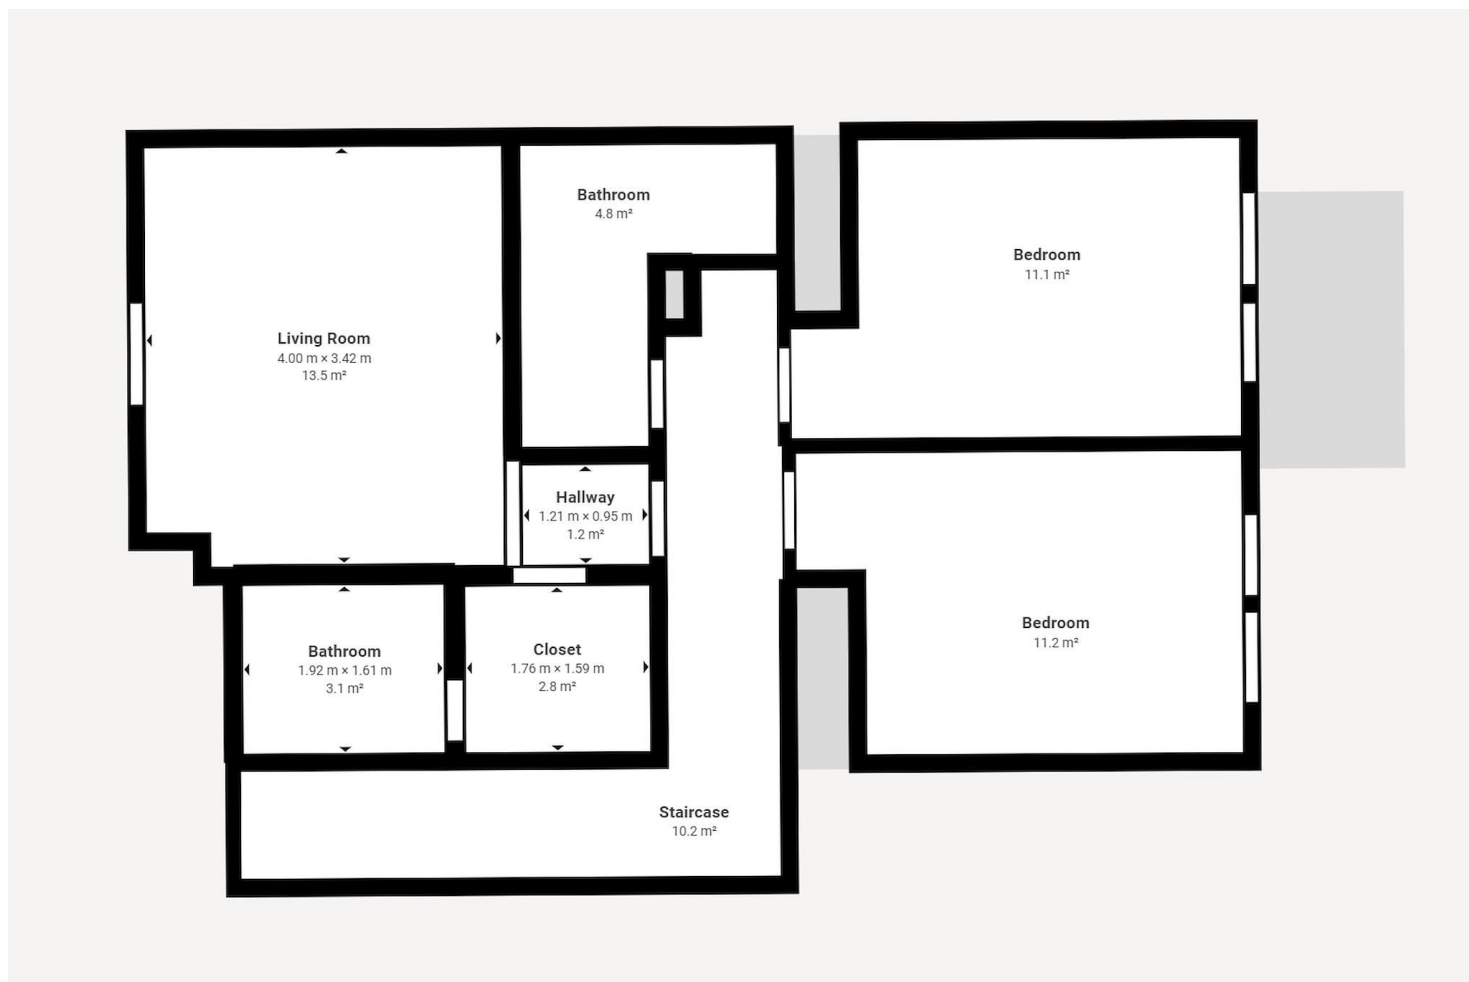 Bathroom
4.8 m²
Bedroom
11.1 m²
Living Room
4.00 m × 3.42 m
13.5 m²
Hallway
1.21 m × 0.95 m
1.2 m²
Bedroom
11.2 m²
Bathroom
1.92 m × 1.61 m
3.1 m²
Closet
1.76 m × 1.59 m
2.8 m²
Staircase
10.2 m²